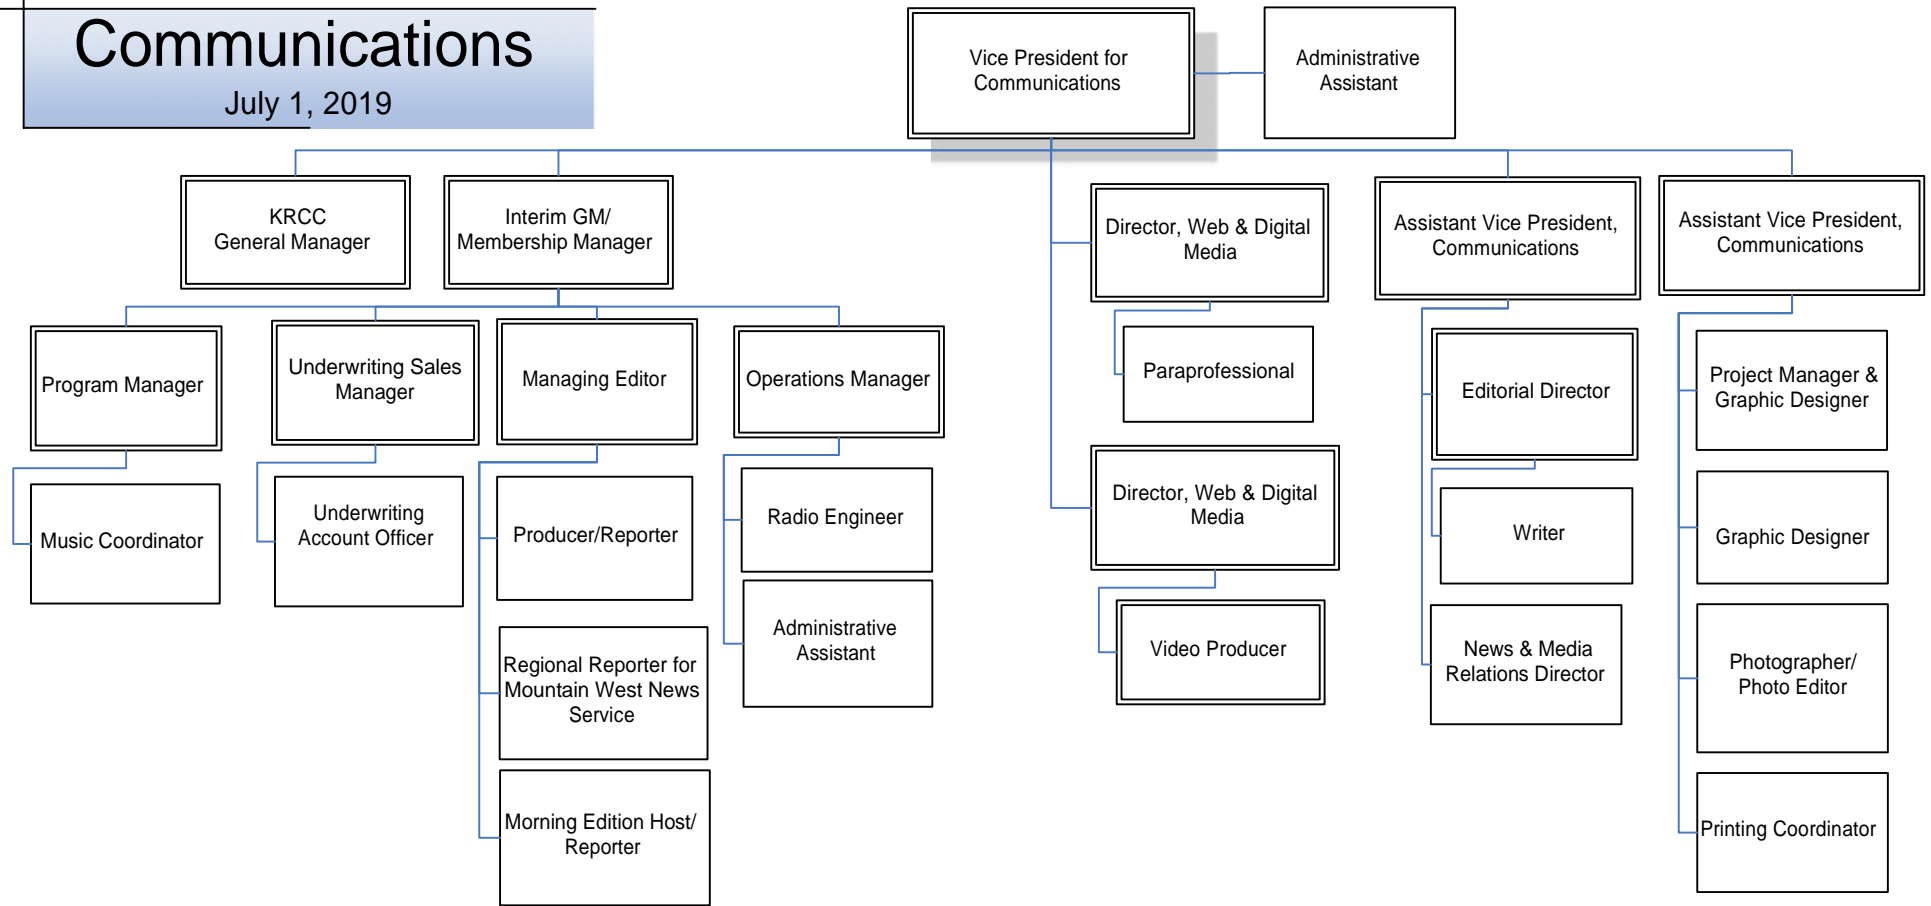 Communications
July 1, 2019
Vice President for
Communications
Administrative
Assistant
KRCC
General Manager
Interim GM/
Membership Manager
Director, Web & Digital
Media
Assistant Vice President,
Communications
Assistant Vice President,
Communications
Program Manager
Underwriting Sales
Manager
Managing Editor
Operations Manager
Paraprofessional
Editorial Director
Project Manager &
Graphic Designer
Music Coordinator
Underwriting
Account Officer
Producer/Reporter
Radio Engineer
Director, Web & Digital
Media
Writer
Graphic Designer
Regional Reporter for
Mountain West News
Service
Administrative
Assistant
Video Producer
News & Media
Relations Director
Photographer/
Photo Editor
Morning Edition Host/
Reporter
Printing Coordinator